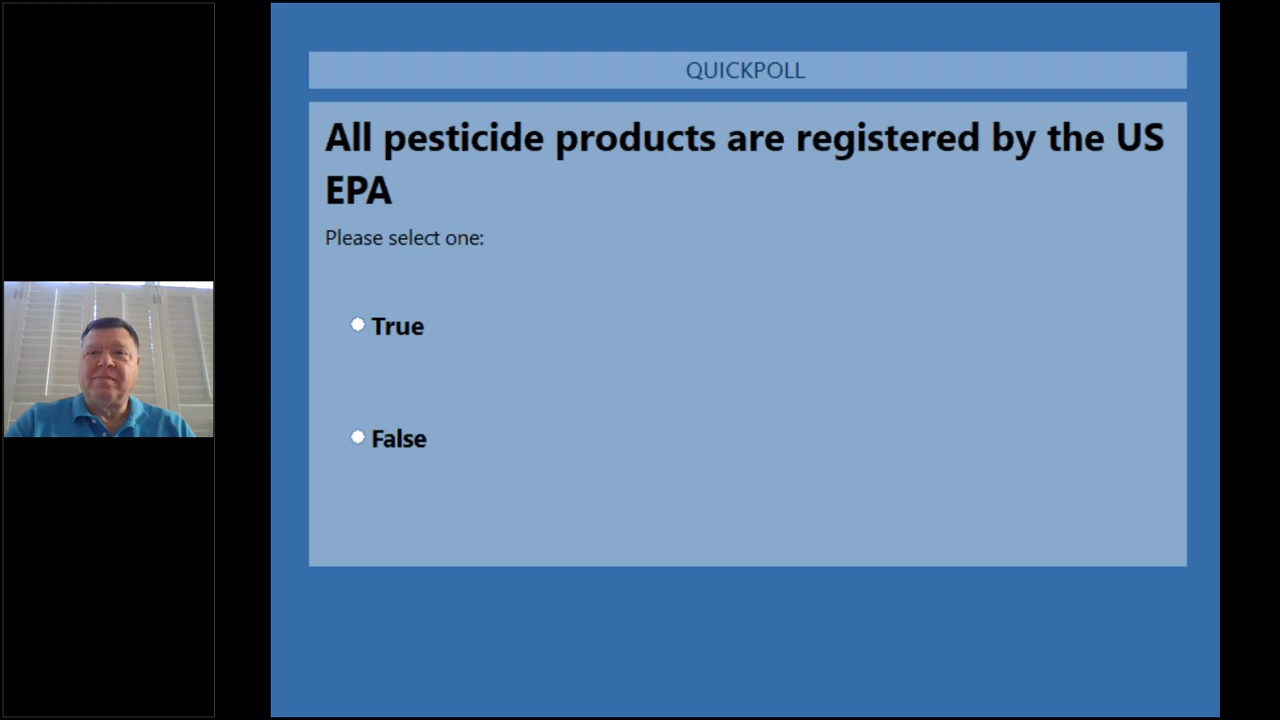 QUICKPOLL
All pesticide products are registered by the US
EPA
Please select one:
True
False